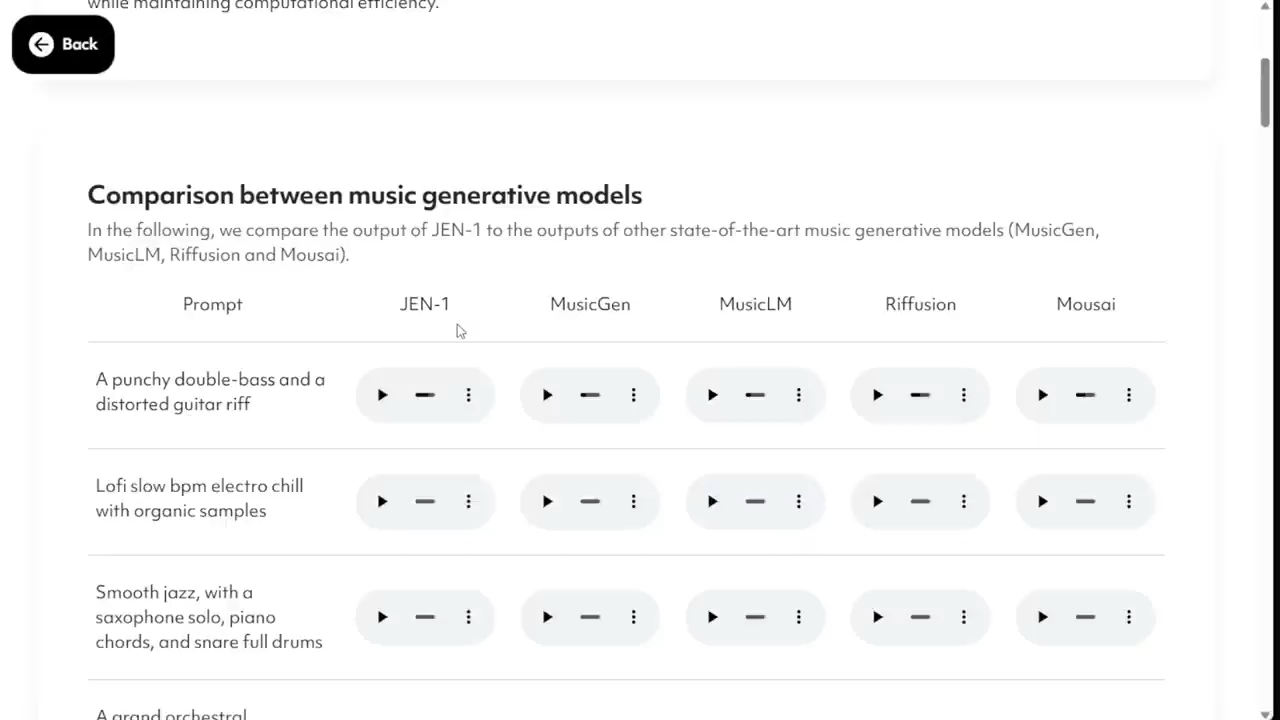 while maintaining computational efficiency.
Back
Comparison between music generative models
In the following, we compare the output of JEN-1 to the outputs of other state-of-the-art music generative models (MusicGen,
MusicLM, Riffusion and Mousai).
Prompt JEN-1 MusicGen MusicLM Riffusion Mousai
A punchy double-bass and a
distorted guitar riff
Lofi slow bpm electro chill
with organic samples
Smooth jazz, with a
saxophone solo, piano
chords, and snare full drums
A grand orchestral